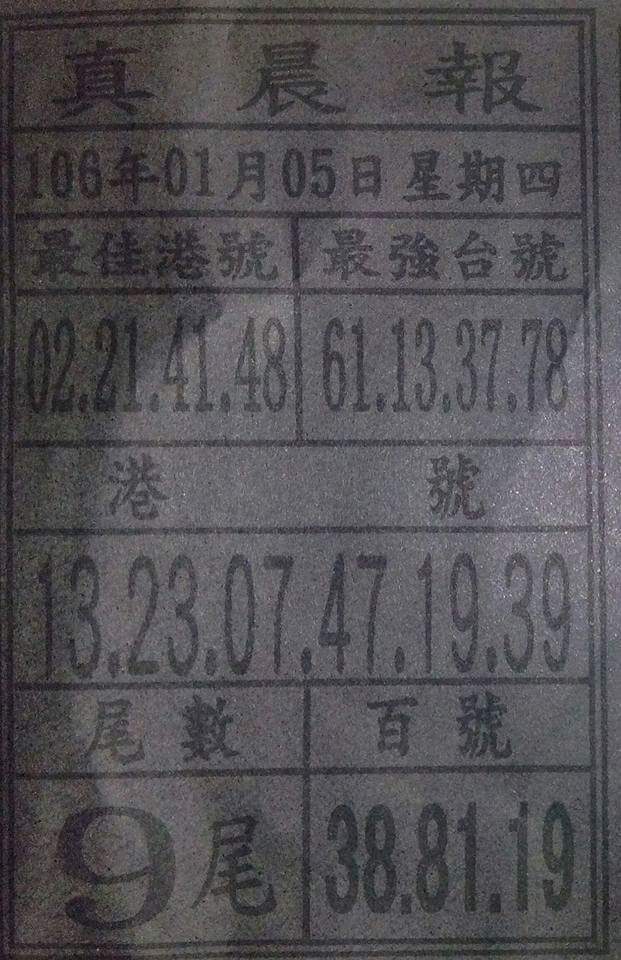 真晨報
106年01月05日星期四
最佳港號 最強台號
02.21.41.48 61.13.37.78
港號
13.23.07.47.19.39
尾數 百號
9尾 38.81.19